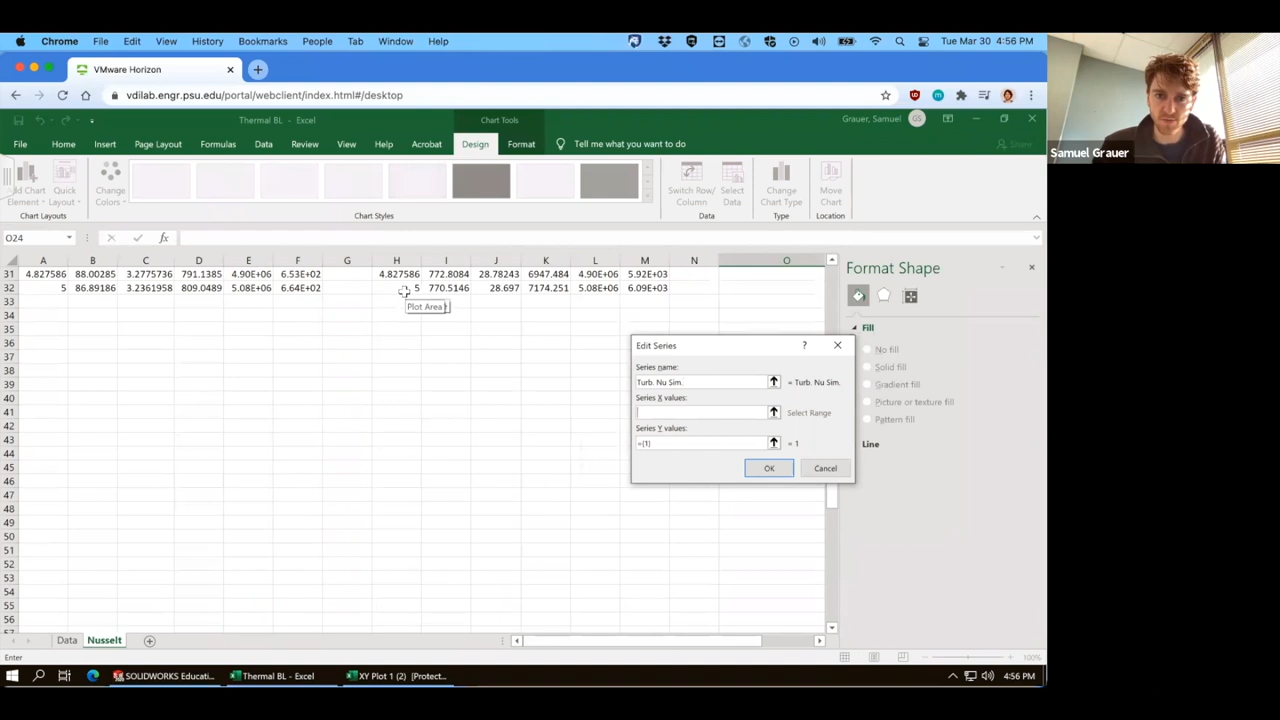 Chrome File Edit View History Bookmarks People Tab Window Help Tue Mar 30 4:56 PM
VMware Horizon
vdilab.engr.psu.edu/portal/webclient/index.html#/desktop
Thermal BL - Excel Chart Tools Grauer, Samuel GS
File Home Insert Page Layout Formulas Data Review View Help Acrobat Design Format Tell me what you want to do Share
Samuel Grauer
dd Chart Element Quick Layout Change Colors Switch Row/ Column Select Data Change Chart Type Move Chart
Chart Layouts Chart Styles Data Type Location
O24 fx
A B C D E F G H I J K L M N O
Format Shape
31 4.827586 88.00285 3.2775736 791.1385 4.90E+06 6.53E+02 4.827586 772.8084 28.78243 6947.484 4.90E+06 5.92E+03
32 5 86.89186 3.2361958 809.0489 5.08E+06 6.64E+02 5 770.5146 28.697 7174.251 5.08E+06 6.09E+03
33
Plot Area
34
35
36
37
38
39
40
41
42
43
44
45
46
47
48
49
50
51
52
53
54
55
56
57
Edit Series ?
Series name:
Turb. Nu Sim. = Turb. Nu Sim.
Series X values:
Select Range
Series Y values:
={1} = 1
OK Cancel
Fill
No fill
Solid fill
Gradient fill
Picture or texture fill
Pattern fill
Line
Data Nusselt
Enter 100%
SOLIDWORKS Educati... Thermal BL - Excel XY Plot 1 (2) [Protect... 4:56 PM